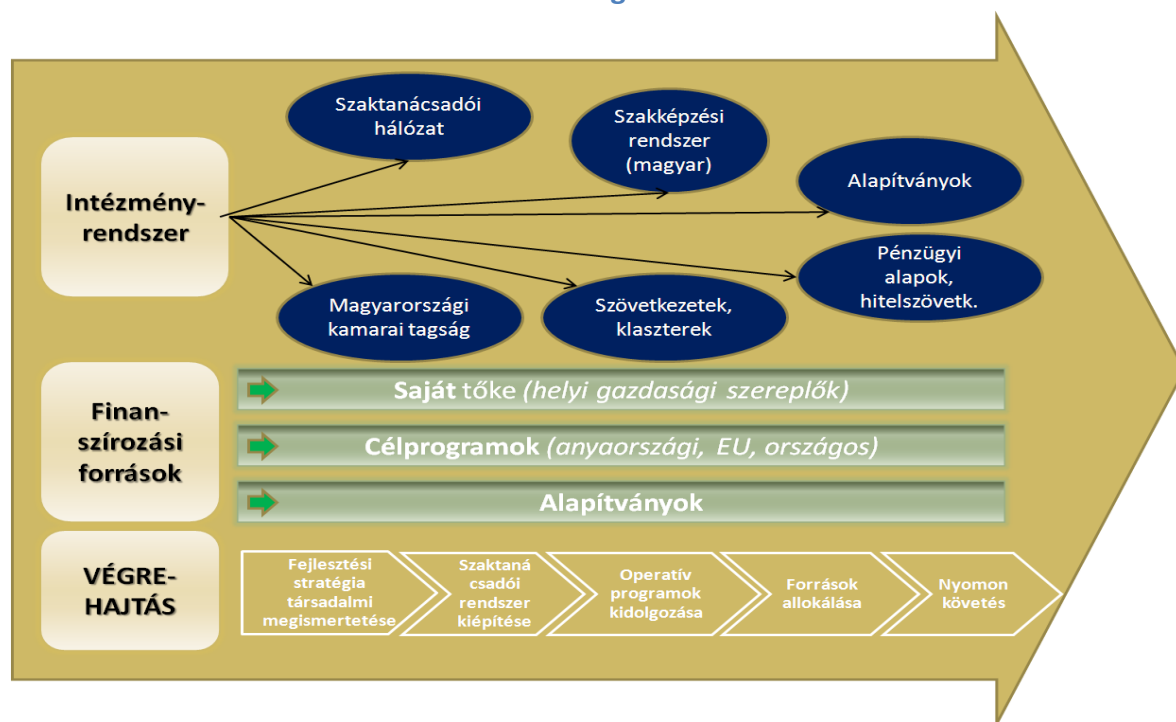 Szaktanácsadói
hálózat
Szakképzési
rendszer
(magyar)
Alapítványok
Intézmény-
rendszer
Pénzügyi
alapok,
hitelszövetk.
Magyarországi
kamarai tagság
Szövetkezetek,
klaszterek
Finan-
szírozási
források
Saját tőke (helyi gazdasági szereplők)
Célprogramok (anyaországi, EU, országos)
Alapítványok
VÉGRE-
HAJTÁS
Fejlesztési
stratégia
társadalmi
megismertetése
Szaktaná
csadói
rendszer
kiépítése
Operatív
programok
kidolgozása
Források
allokálása
Nyomon
követés